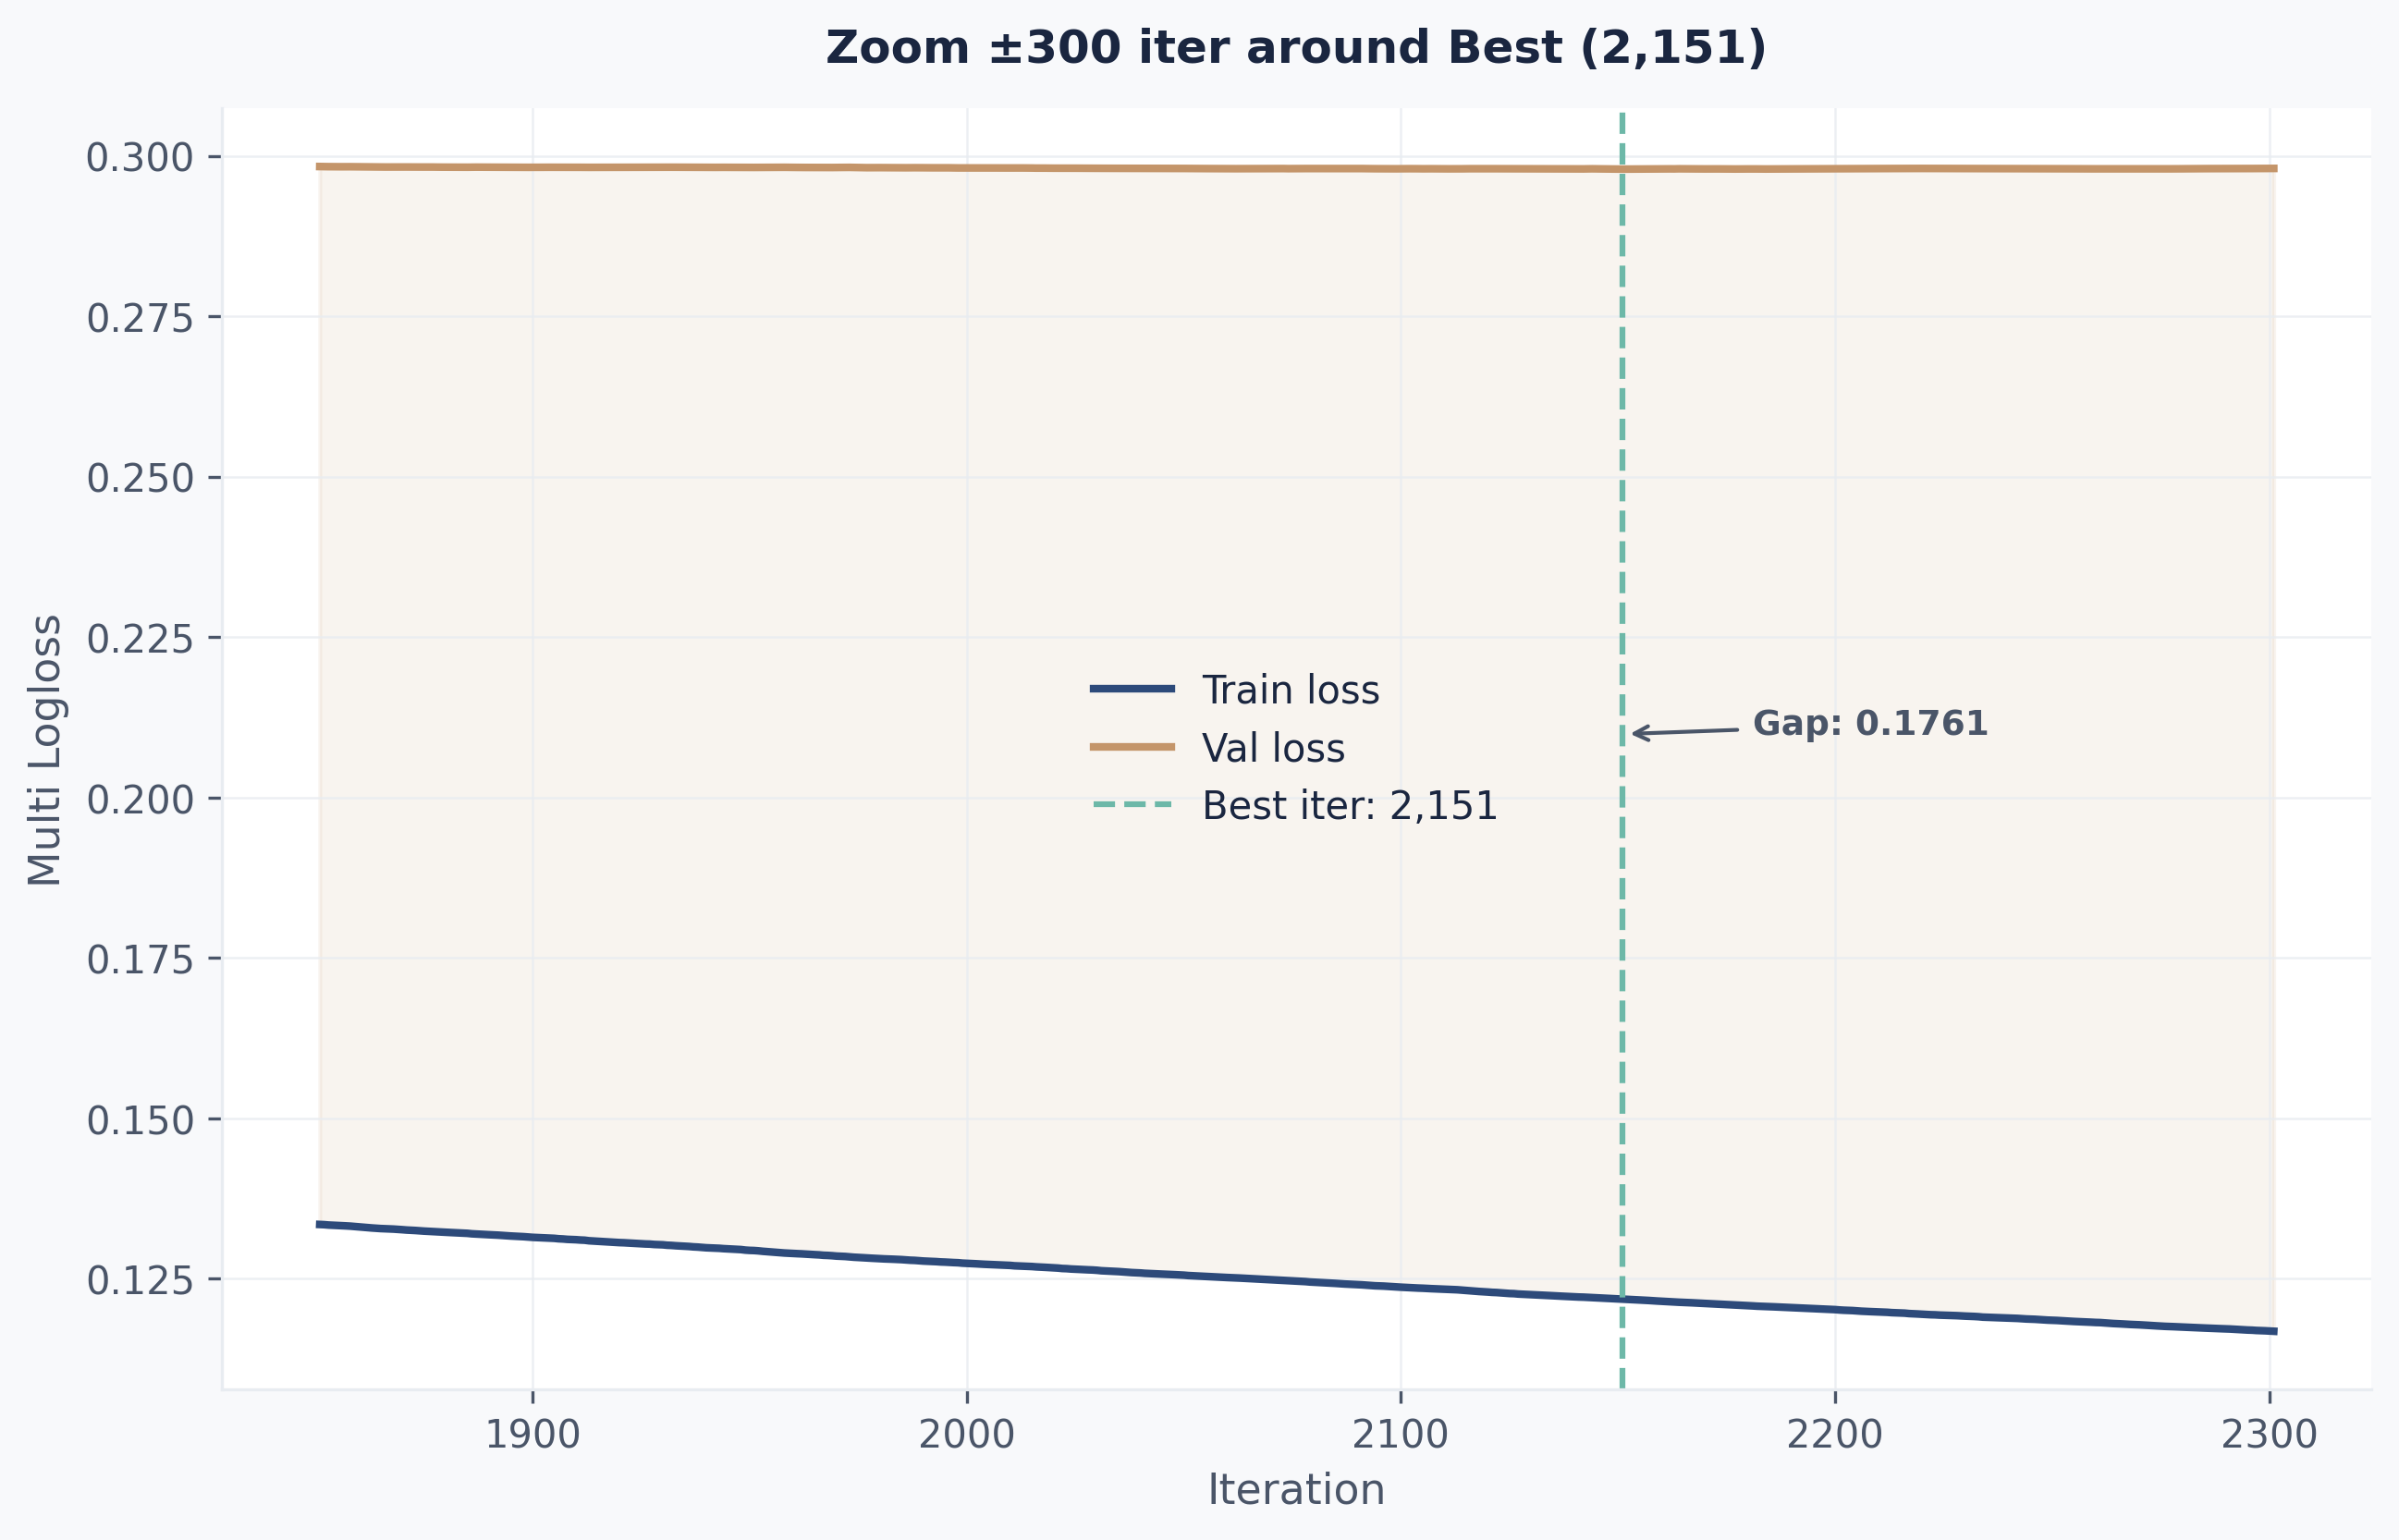 Zoom ±300 iter around Best (2,151)
0.300
0.275
0.250
0.225
0.200
0.175
0.150
0.125
Multi Logloss
Train loss
Val loss
Best iter: 2,151
Gap: 0.1761
1900 2000 2100 2200 2300
Iteration